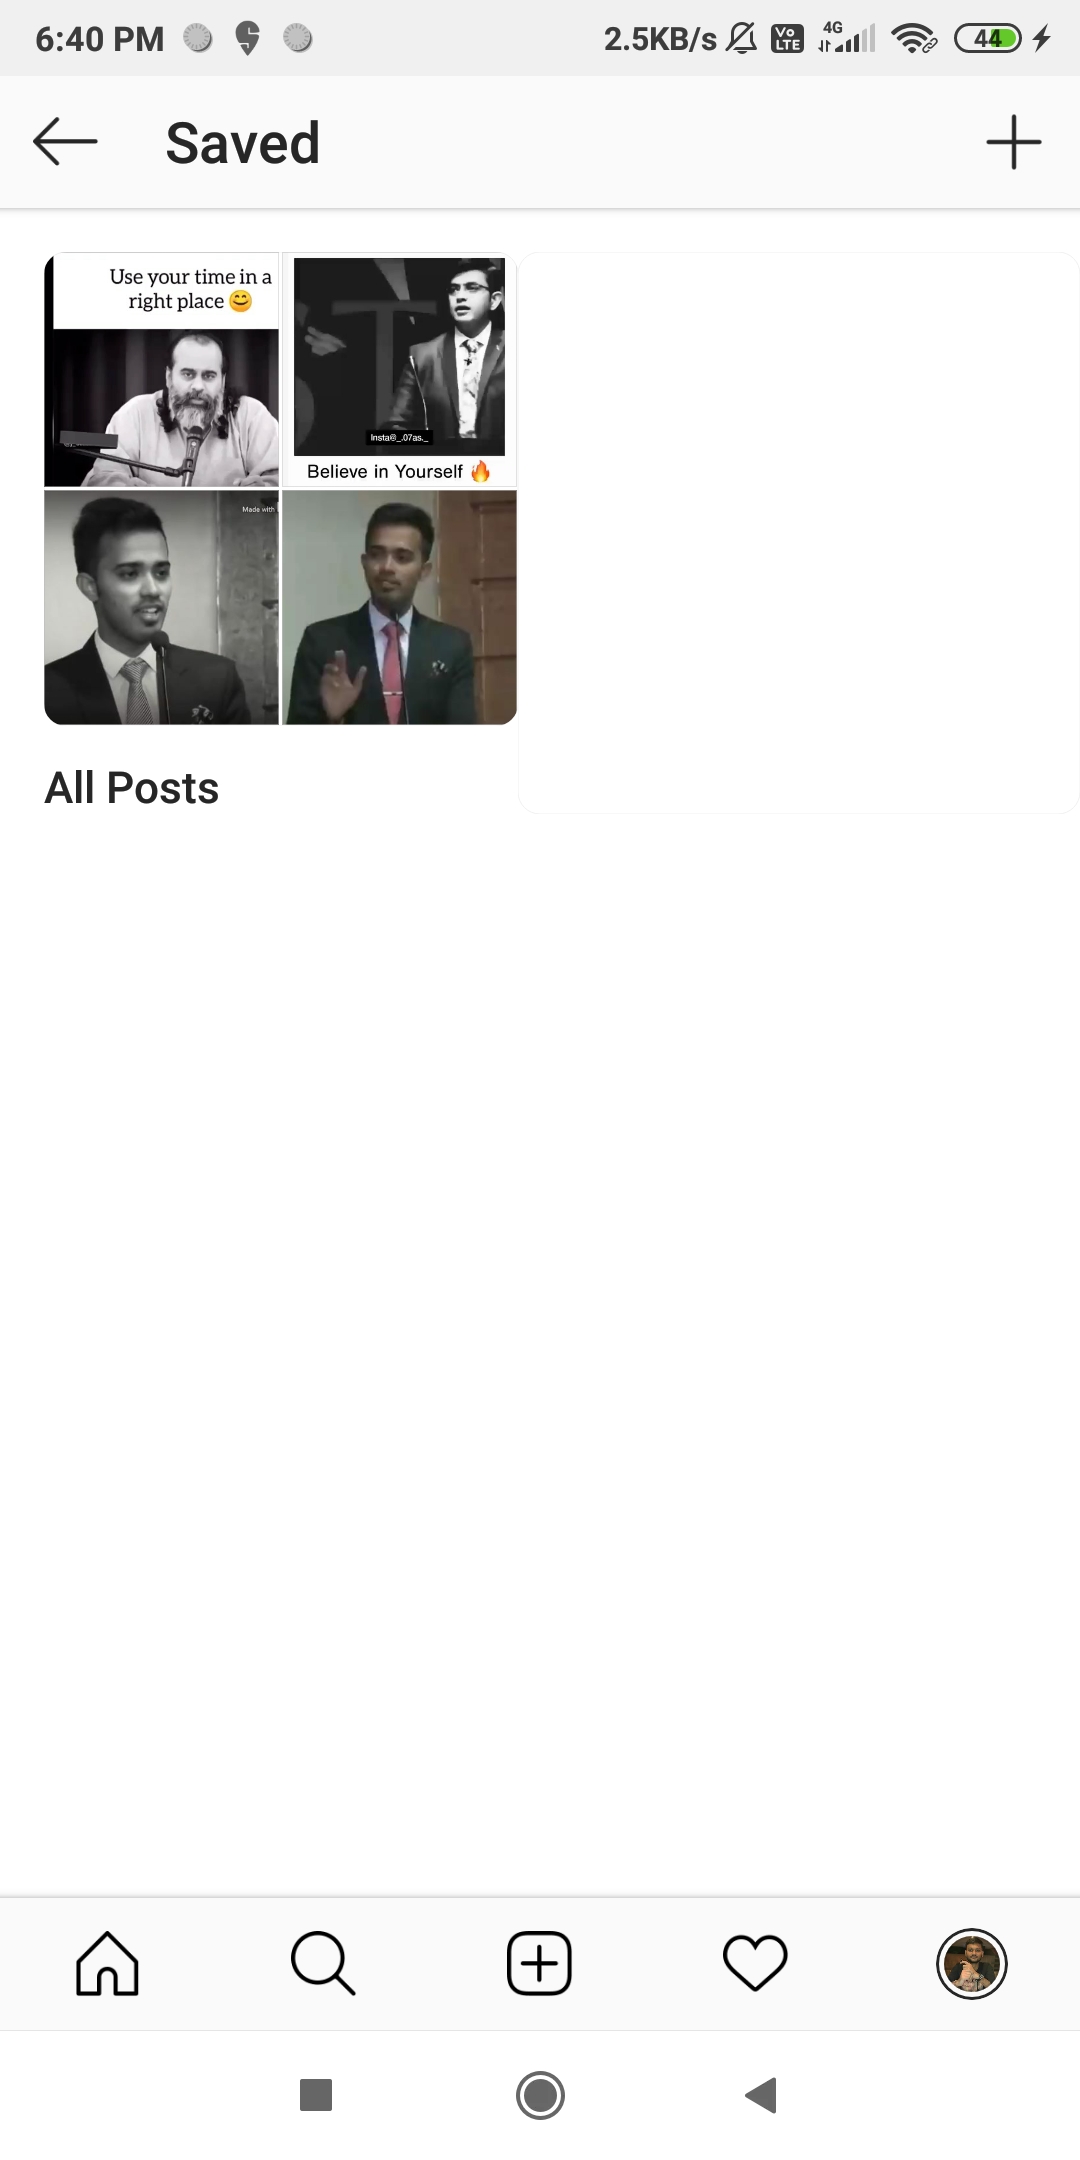 6:40 PM
2.5KB/s
Vo
LTE
4G
44
Saved
Use your time in a
right place 😊
Insta@_.07as._
Believe in Yourself 🔥
Made with
All Posts